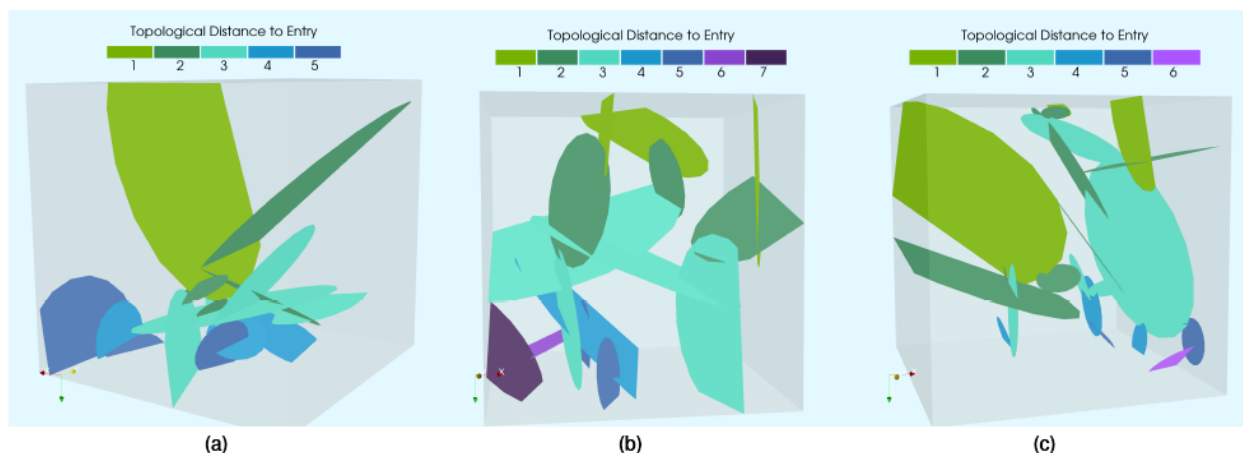 Topological Distance to Entry
1 2 3 4 5
Topological Distance to Entry
1 2 3 4 5 6 7
Topological Distance to Entry
1 2 3 4 5 6
X
(a) (b) (c)